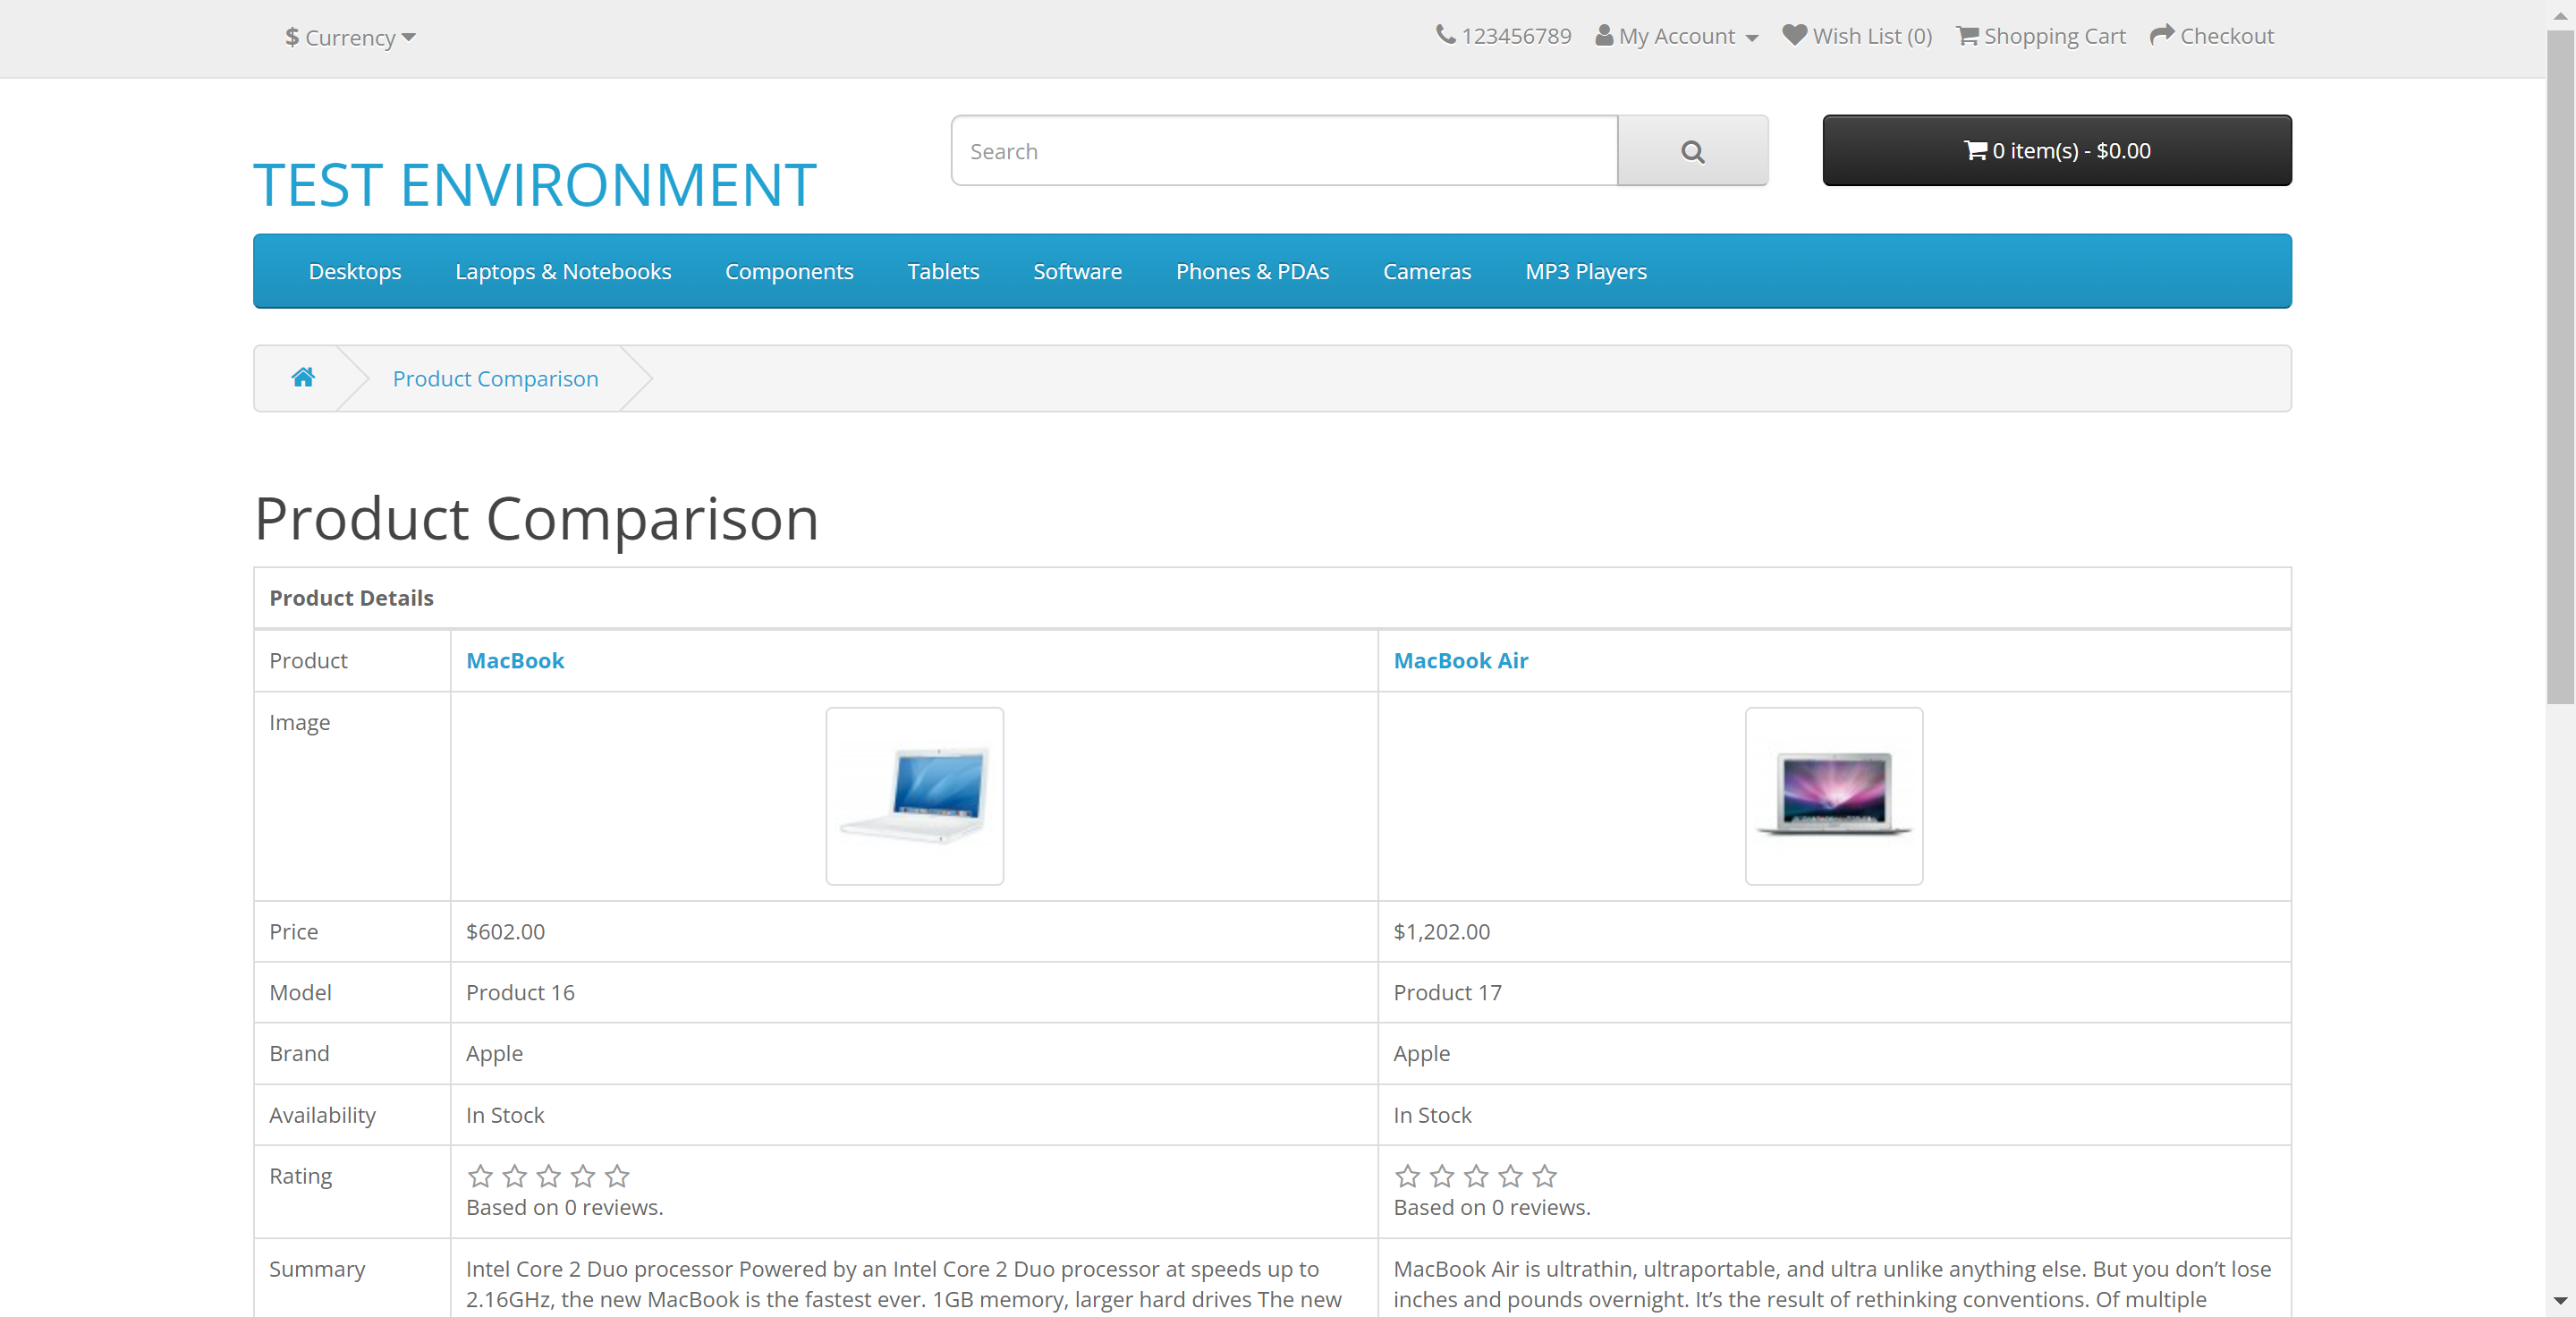 $ Currency
123456789 My Account Wish List (0) Shopping Cart Checkout
Search
0 item(s) - $0.00
TEST ENVIRONMENT
Desktops Laptops & Notebooks Components Tablets Software Phones & PDAs Cameras MP3 Players
Product Comparison
Product Comparison
Product Details
Product MacBook MacBook Air
Image
Price $602.00 $1,202.00
Model Product 16 Product 17
Brand Apple Apple
Availability In Stock In Stock
Rating
Based on 0 reviews. Based on 0 reviews.
Summary Intel Core 2 Duo processor Powered by an Intel Core 2 Duo processor at speeds up to MacBook Air is ultrathin, ultraportable, and ultra unlike anything else. But you don’t lose
2.16GHz, the new MacBook is the fastest ever. 1GB memory, larger hard drives The new inches and pounds overnight. It’s the result of rethinking conventions. Of multiple